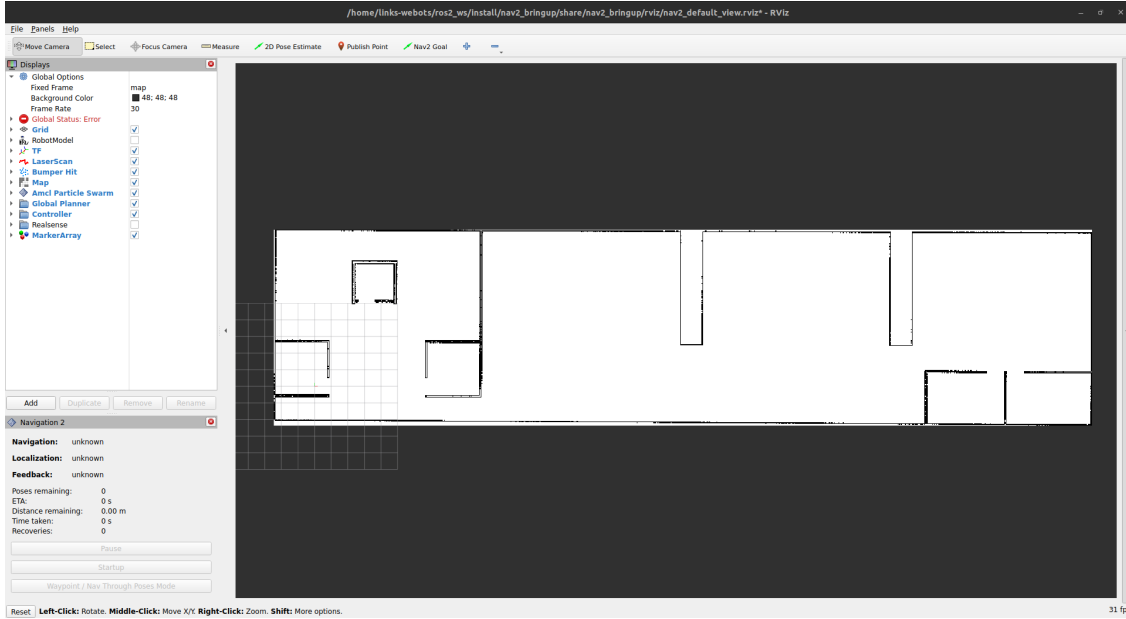 /home/links-webots/ros2_ws/install/nav2_bringup/share/nav2_bringup/rviz/nav2_default_view.rviz* - RViz
File Panels Help
Move Camera Select Focus Camera Measure 2D Pose Estimate Publish Point Nav2 Goal
Displays
Global Options
Fixed Frame map
Background Color 48; 48; 48
Frame Rate 30
Global Status: Error
Grid
RobotModel
TF
LaserScan
Bumper Hit
Map
Amcl Particle Swarm
Global Planner
Controller
Realsense
MarkerArray
Add Duplicate Remove Rename
Navigation 2
Navigation: unknown
Localization: unknown
Feedback: unknown
Poses remaining: 0
ETA: 0 s
Distance remaining: 0.00 m
Time taken: 0 s
Recoveries: 0
Pause
Startup
Waypoint / Nav Through Poses Mode
Reset Left-Click: Rotate. Middle-Click: Move X/Y. Right-Click: Zoom. Shift: More options. 31 fp